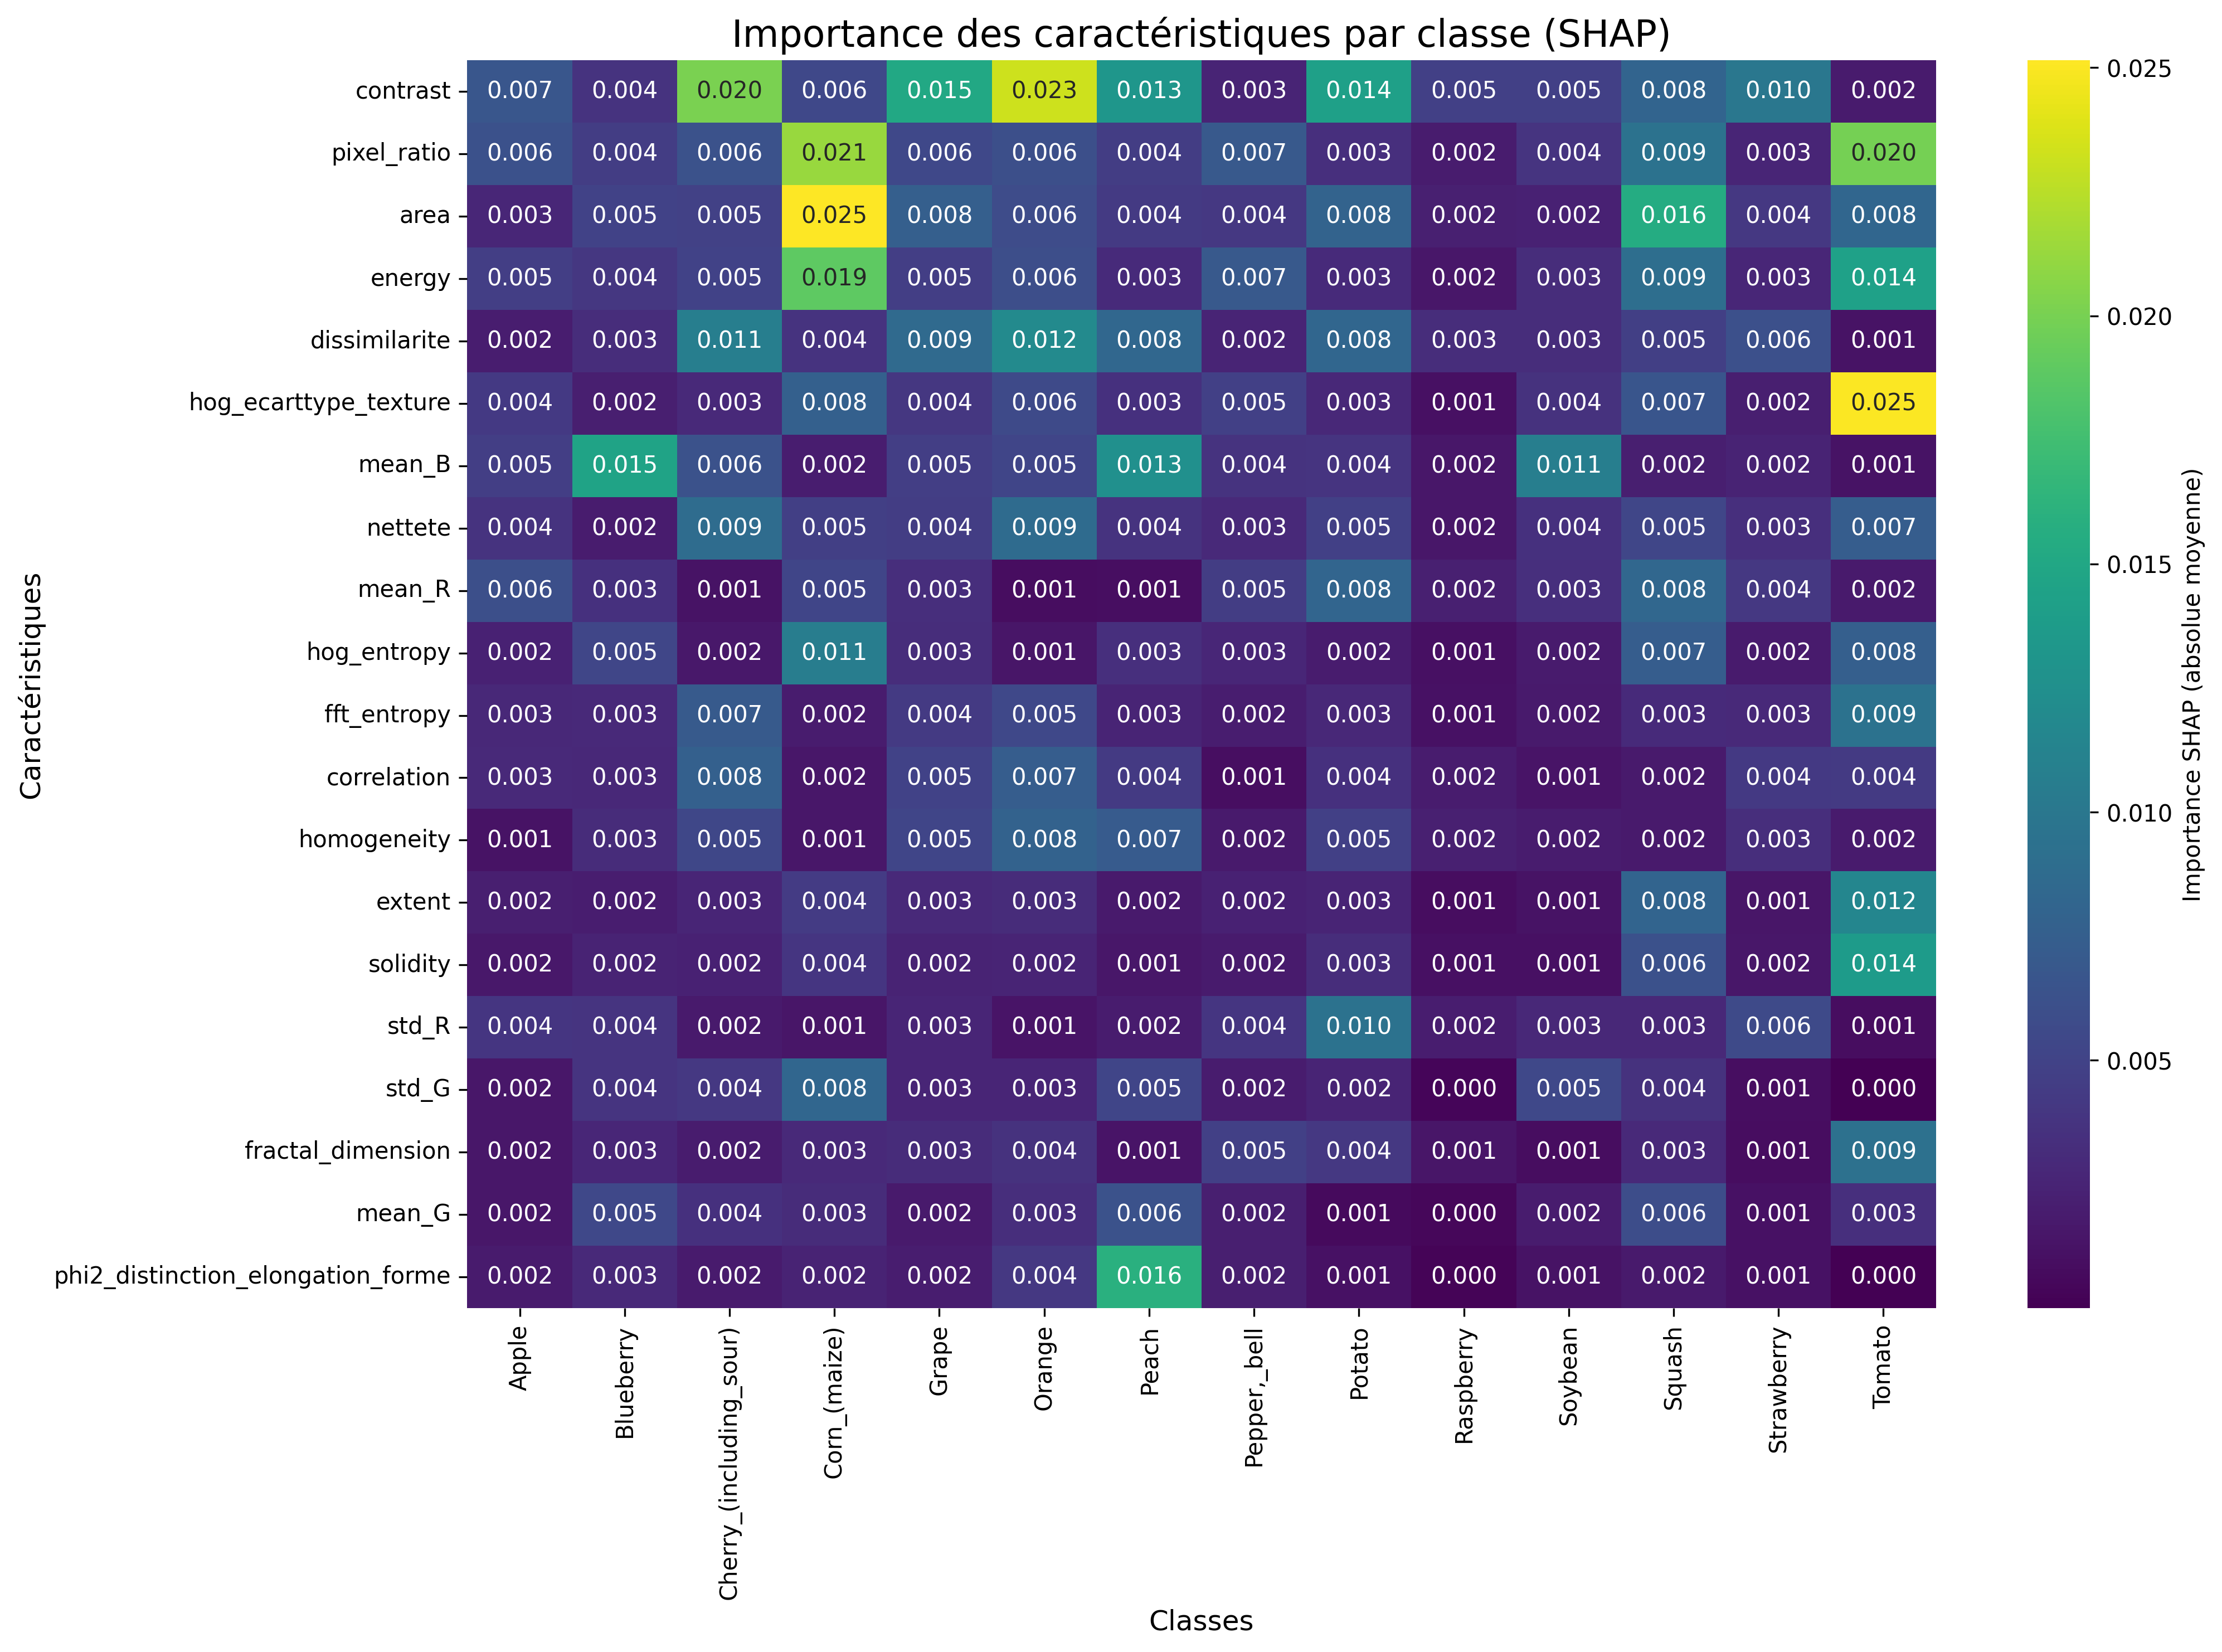 Importance des caractéristiques par classe (SHAP)
Caractéristiques
contrast 0.007 0.004 0.020 0.006 0.015 0.023 0.013 0.003 0.014 0.005 0.005 0.008 0.010 0.002
pixel_ratio 0.006 0.004 0.006 0.021 0.006 0.006 0.004 0.007 0.003 0.002 0.004 0.009 0.003 0.020
area 0.003 0.005 0.005 0.025 0.008 0.006 0.004 0.004 0.008 0.002 0.002 0.016 0.004 0.008
energy 0.005 0.004 0.005 0.019 0.005 0.006 0.003 0.007 0.003 0.002 0.003 0.009 0.003 0.014
dissimilarite 0.002 0.003 0.011 0.004 0.009 0.012 0.008 0.002 0.008 0.003 0.003 0.005 0.006 0.001
hog_ecarttype_texture 0.004 0.002 0.003 0.008 0.004 0.006 0.003 0.005 0.003 0.001 0.004 0.007 0.002 0.025
mean_B 0.005 0.015 0.006 0.002 0.005 0.005 0.013 0.004 0.004 0.002 0.011 0.002 0.002 0.001
nettete 0.004 0.002 0.009 0.005 0.004 0.009 0.004 0.003 0.005 0.002 0.004 0.005 0.003 0.007
mean_R 0.006 0.003 0.001 0.005 0.003 0.001 0.001 0.005 0.008 0.002 0.003 0.008 0.004 0.002
hog_entropy 0.002 0.005 0.002 0.011 0.003 0.001 0.003 0.003 0.002 0.001 0.002 0.007 0.002 0.008
fft_entropy 0.003 0.003 0.007 0.002 0.004 0.005 0.003 0.002 0.003 0.001 0.002 0.003 0.003 0.009
correlation 0.003 0.003 0.008 0.002 0.005 0.007 0.004 0.001 0.004 0.002 0.001 0.002 0.004 0.004
homogeneity 0.001 0.003 0.005 0.001 0.005 0.008 0.007 0.002 0.005 0.002 0.002 0.002 0.003 0.002
extent 0.002 0.002 0.003 0.004 0.003 0.003 0.002 0.002 0.003 0.001 0.001 0.008 0.001 0.012
solidity 0.002 0.002 0.002 0.004 0.002 0.002 0.001 0.002 0.003 0.001 0.001 0.006 0.002 0.014
std_R 0.004 0.004 0.002 0.001 0.003 0.001 0.002 0.004 0.010 0.002 0.003 0.003 0.006 0.001
std_G 0.002 0.004 0.004 0.008 0.003 0.003 0.005 0.002 0.002 0.000 0.005 0.004 0.001 0.000
fractal_dimension 0.002 0.003 0.002 0.003 0.003 0.004 0.001 0.005 0.004 0.001 0.001 0.003 0.001 0.009
mean_G 0.002 0.005 0.004 0.003 0.002 0.003 0.006 0.002 0.001 0.000 0.002 0.006 0.001 0.003
phi2_distinction_elongation_forme 0.002 0.003 0.002 0.002 0.002 0.004 0.016 0.002 0.001 0.000 0.001 0.002 0.001 0.000
Apple
Blueberry
Cherry_(including_sour)
Corn_(maize)
Grape
Orange
Peach
Pepper,_bell
Potato
Raspberry
Soybean
Squash
Strawberry
Tomato
Classes
0.025
0.020
0.015
0.010
0.005
Importance SHAP (absolue moyenne)